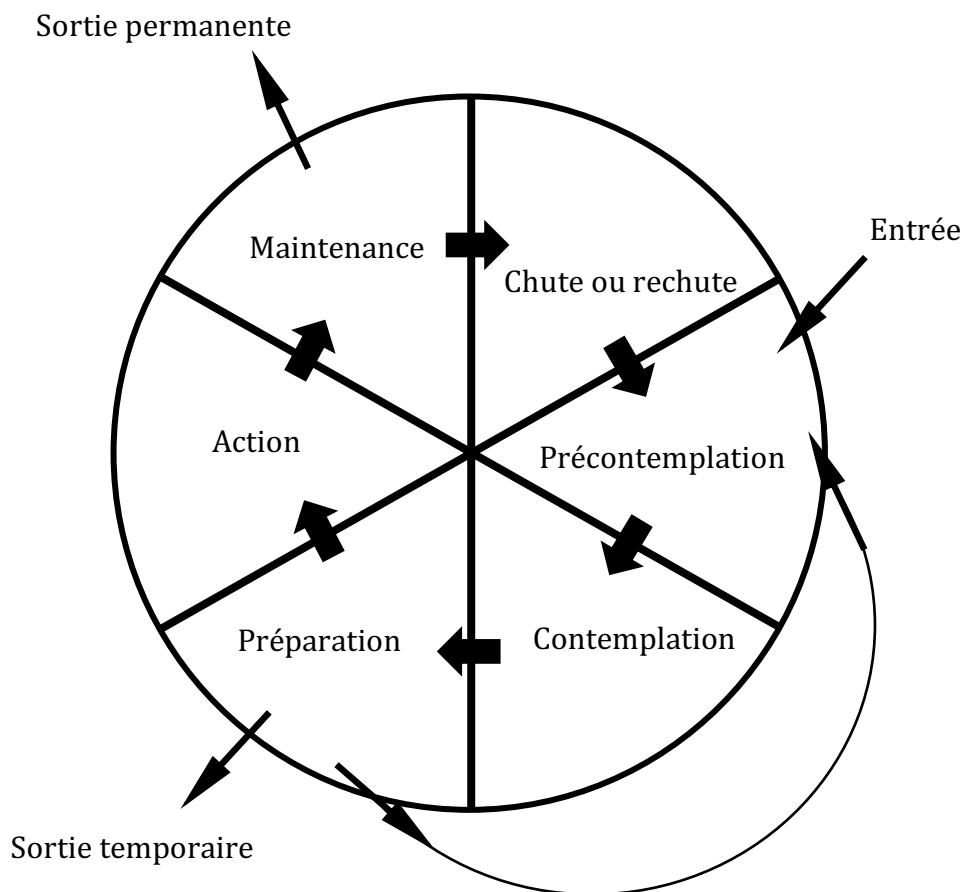 Sortie permanente
Entrée
Maintenance
Chute ou rechute
Action
Précontemplation
Préparation
Contemplation
Sortie temporaire